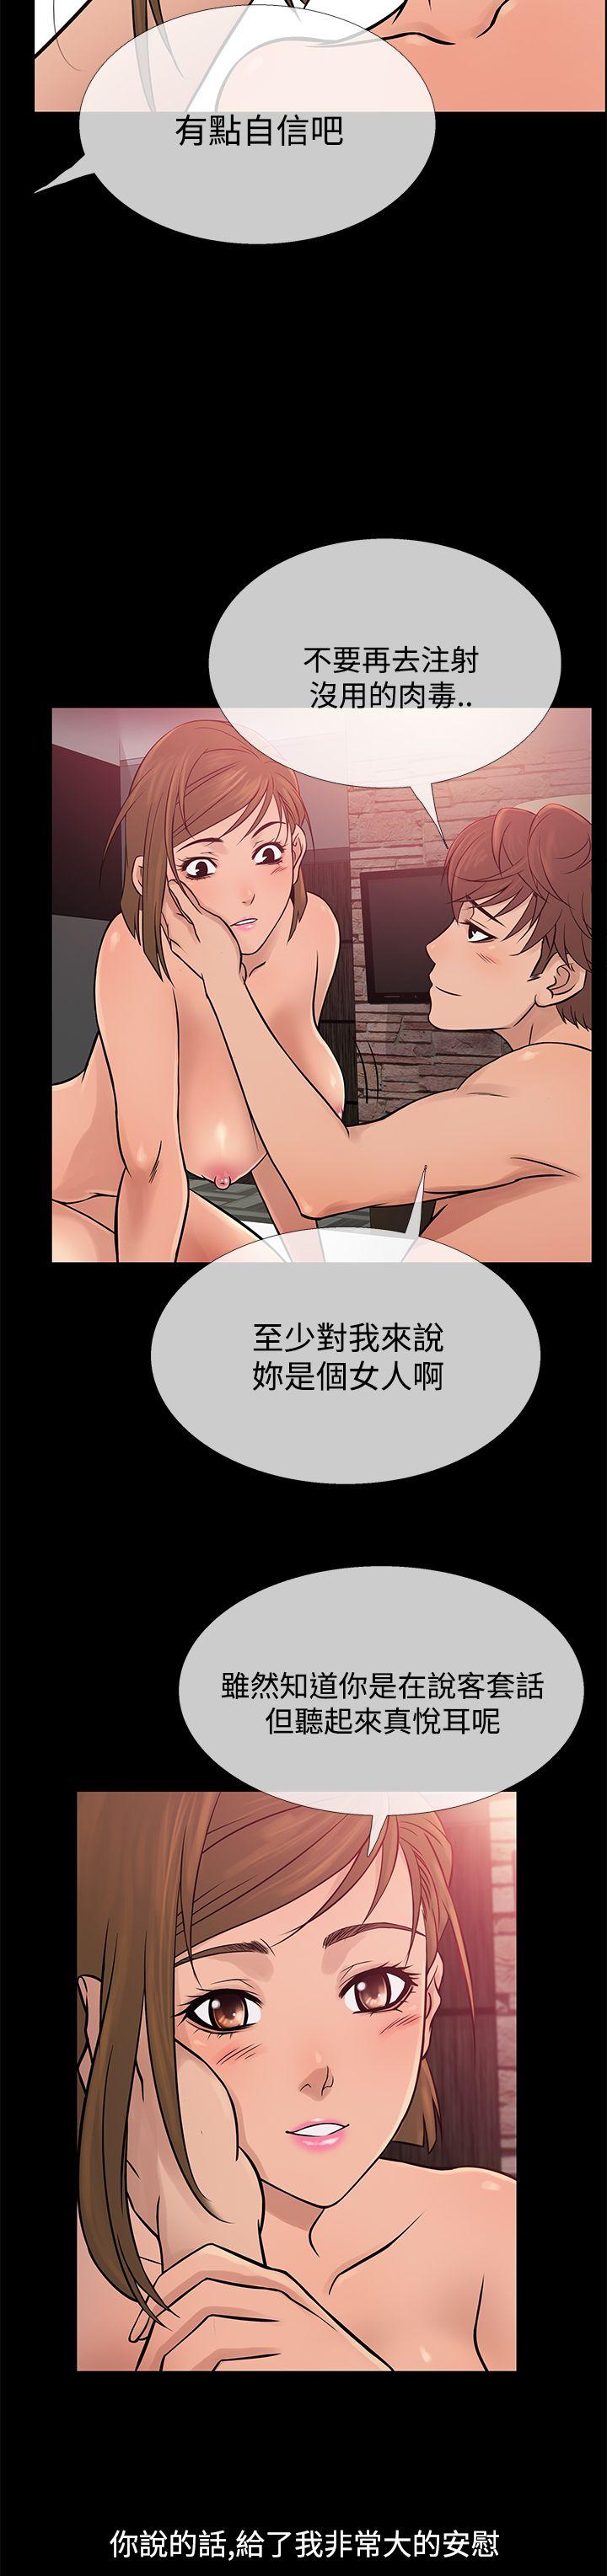 有點自信吧
不要再去注射
沒用的肉毒..
至少對我來說
妳是個女人啊
雖然知道你是在說客套話
但聽起來真悅耳呢
你說的話,給了我非常大的安慰